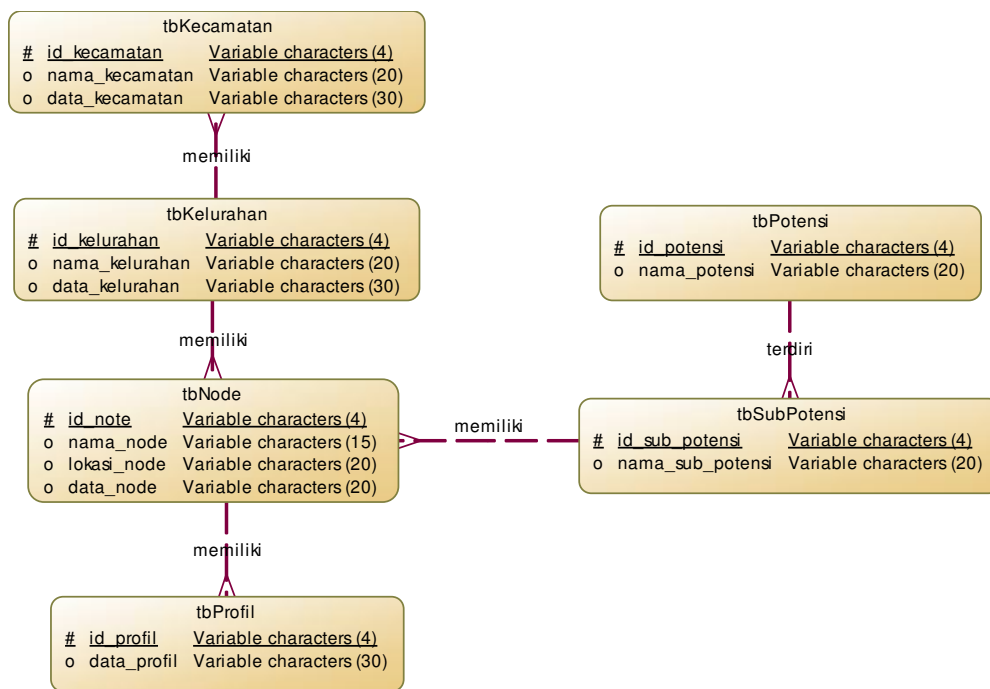 tbKecamatan
# id_kecamatan Variable characters (4)
o nama_kecamatan Variable characters (20)
o data_kecamatan Variable characters (30)
memiliki
tbKelurahan
# id_kelurahan Variable characters (4)
o nama_kelurahan Variable characters (20)
o data_kelurahan Variable characters (30)
memiliki
tbNode
# id_note Variable characters (4)
o nama_node Variable characters (15)
o lokasi_node Variable characters (20)
o data_node Variable characters (20)
memiliki
tbProfil
# id_profil Variable characters (4)
o data_profil Variable characters (30)
memiliki
tbPotensi
# id_potensi Variable characters (4)
o nama_potensi Variable characters (20)
terdiri
tbSubPotensi
# id_sub_potensi Variable characters (4)
o nama_sub_potensi Variable characters (20)